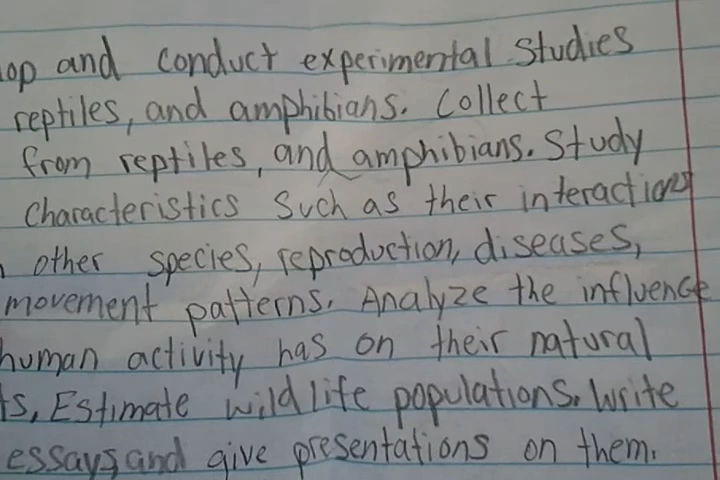 op and conduct experimental studies
reptiles, and amphibians. Collect
from reptiles, and amphibians. Study
characteristics such as their interactions
other species, reproduction, diseases,
movement patterns. Analyze the influence
human activity has on their natural
ts, Estimate wildlife populations. Write
essays, and give presentations on them.